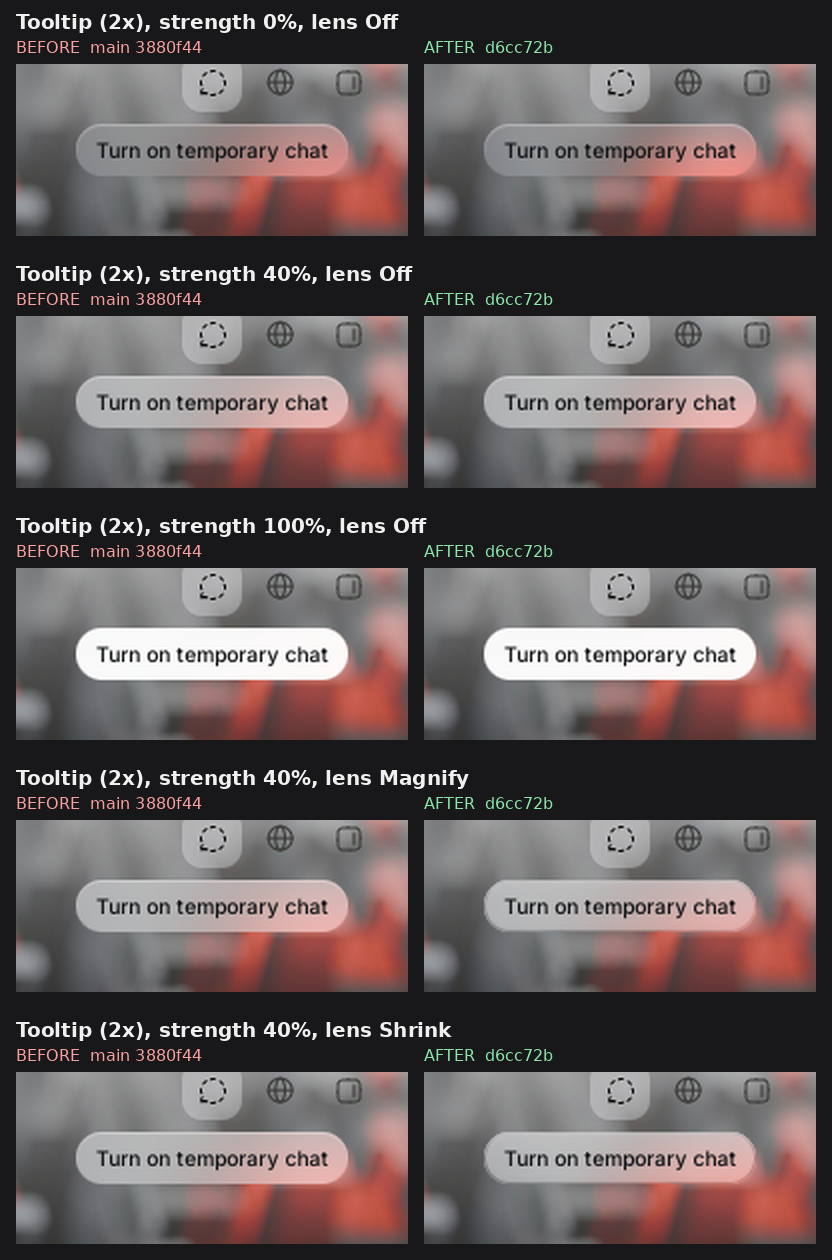 Tooltip (2x), strength 0%, lens Off
BEFORE main 3880f44
AFTER d6cc72b
Turn on temporary chat
Turn on temporary chat
Tooltip (2x), strength 40%, lens Off
BEFORE main 3880f44
AFTER d6cc72b
Turn on temporary chat
Turn on temporary chat
Tooltip (2x), strength 100%, lens Off
BEFORE main 3880f44
AFTER d6cc72b
Turn on temporary chat
Turn on temporary chat
Tooltip (2x), strength 40%, lens Magnify
BEFORE main 3880f44
AFTER d6cc72b
Turn on temporary chat
Turn on temporary chat
Tooltip (2x), strength 40%, lens Shrink
BEFORE main 3880f44
AFTER d6cc72b
Turn on temporary chat
Turn on temporary chat